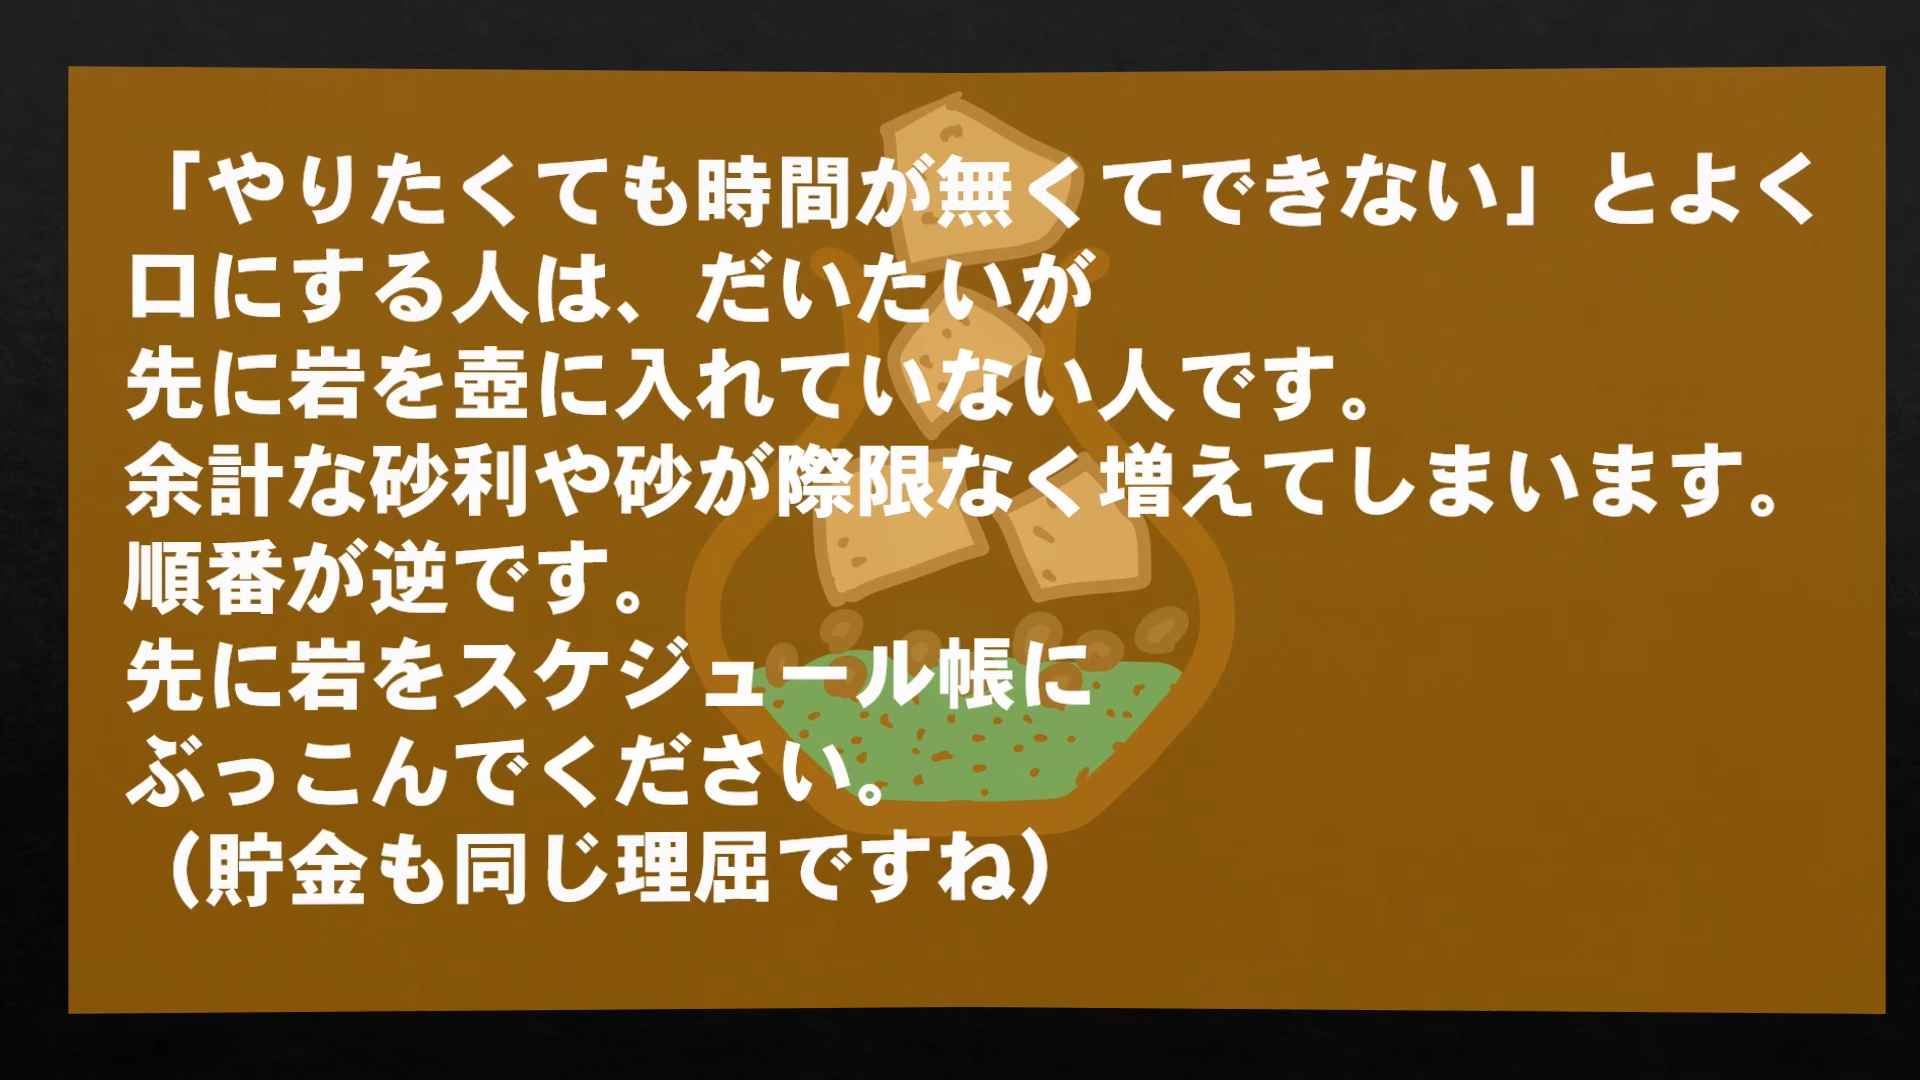 「やりたくても時間が無くてできない」とよく
口にする人は、だいたいが
先に岩を壺に入れていない人です。
余計な砂利や砂が際限なく増えてしまいます。
順番が逆です。
先に岩をスケジュール帳に
ぶっこんでください。
（貯金も同じ理屈ですね）